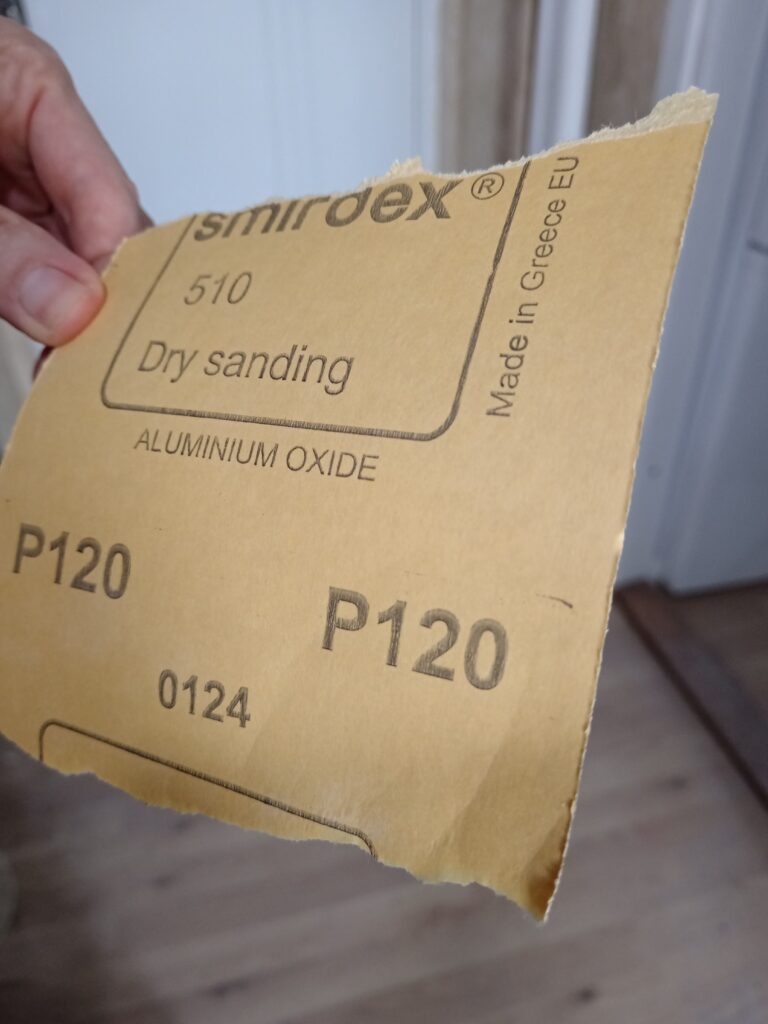 smirdex®
510
Dry sanding
Made in Greece EU
ALUMINIUM OXIDE
P120
P120
0124